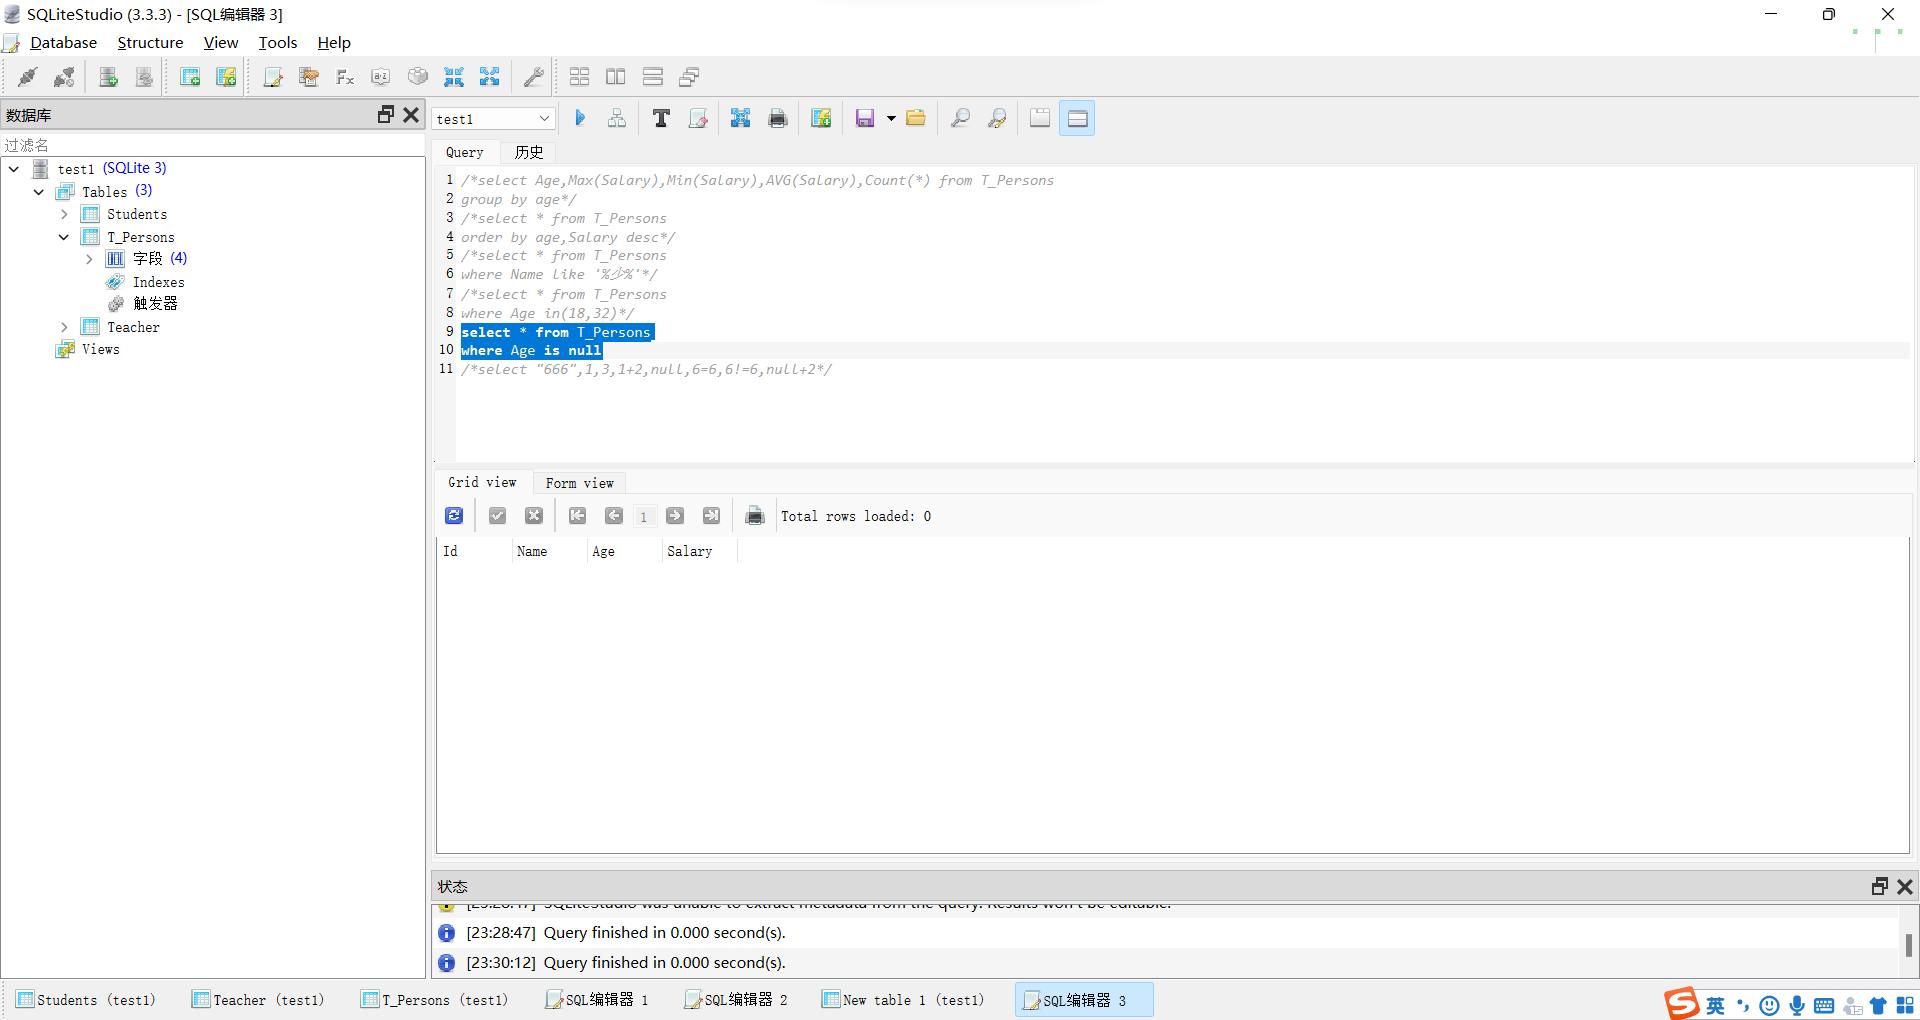 SQLiteStudio (3.3.3) - [SQL编辑器 3]
Database Structure View Tools Help
数据库
过滤名
test1 (SQLite 3)
Tables (3)
Students
T_Persons
字段 (4)
Indexes
触发器
Teacher
Views
test1
Query 历史
1 /*select Age,Max(Salary),Min(Salary),AVG(Salary),Count(*) from T_Persons
2 group by age*/
3 /*select * from T_Persons
4 order by age,Salary desc*/
5 /*select * from T_Persons
6 where Name like '%少%'*/
7 /*select * from T_Persons
8 where Age in(18,32)*/
9 select * from T_Persons
10 where Age is null
11 /*select "666",1,3,1+2,null,6=6,6!=6,null+2*/
Grid view Form view
1 Total rows loaded: 0
Id Name Age Salary
状态
[23:28:47] SQLiteStudio was unable to extract metadata from the query. Results won't be editable.
[23:28:47] Query finished in 0.000 second(s).
[23:30:12] Query finished in 0.000 second(s).
Students (test1) Teacher (test1) T_Persons (test1) SQL编辑器 1 SQL编辑器 2 New table 1 (test1) SQL编辑器 3
英